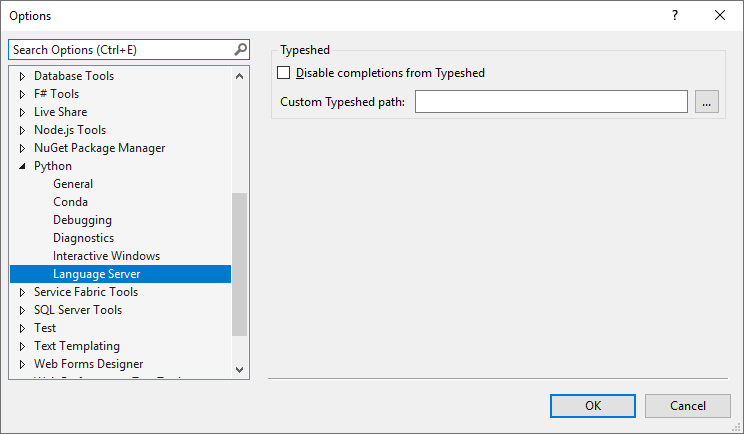 Options
Search Options (Ctrl+E)
Database Tools
F# Tools
Live Share
Node.js Tools
NuGet Package Manager
Python
General
Conda
Debugging
Diagnostics
Interactive Windows
Language Server
Service Fabric Tools
SQL Server Tools
Test
Text Templating
Web Forms Designer
Typeshed
Disable completions from Typeshed
Custom Typeshed path:
...
OK
Cancel